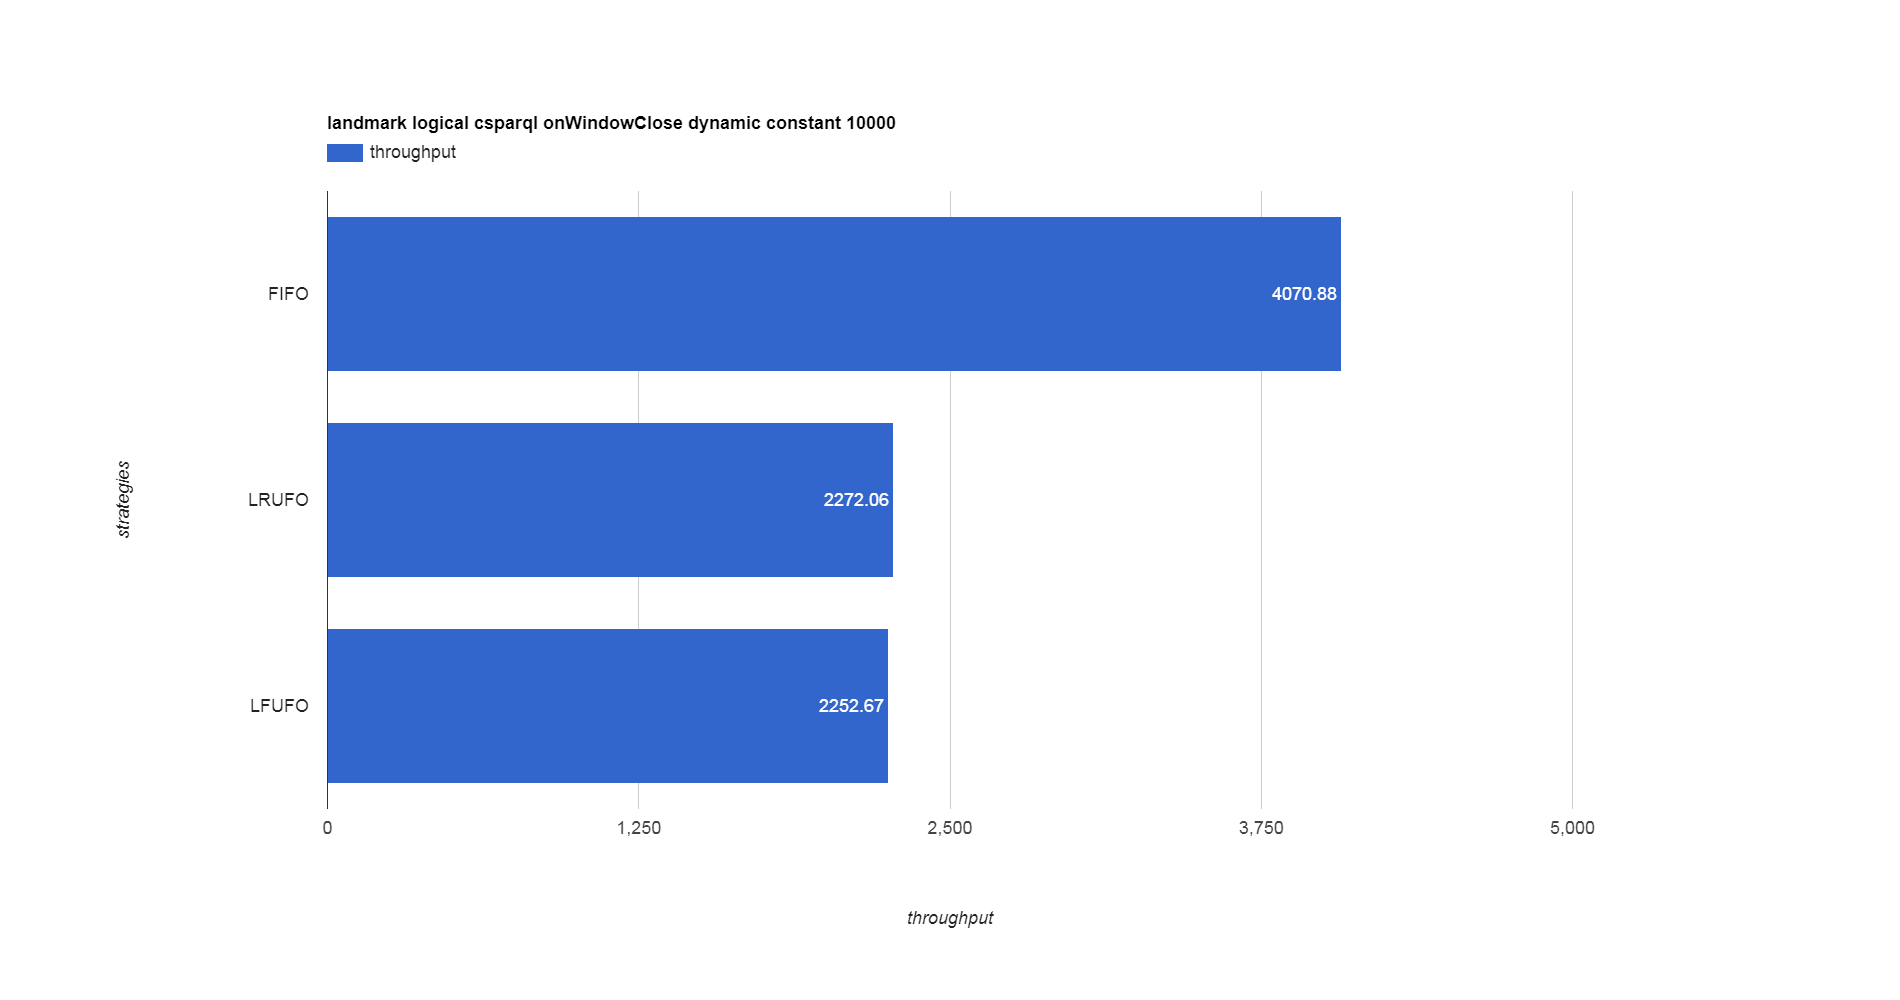 landmark logical csparql onWindowClose dynamic constant 10000
throughput
FIFO
4070.88
LRUFO
2272.06
LFUFO
2252.67
strategies
0 1,250 2,500 3,750 5,000
throughput